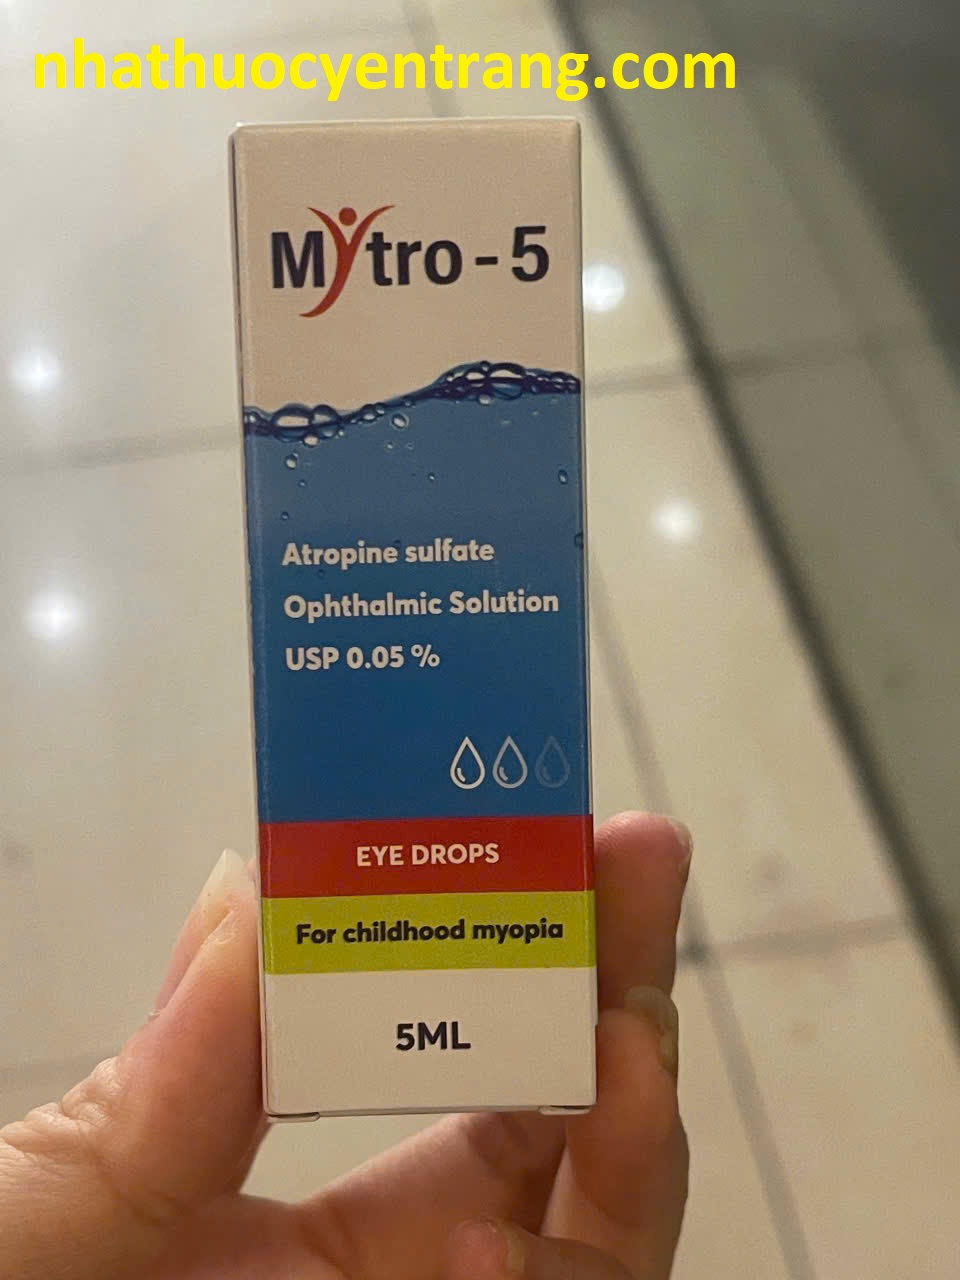 nhathuocyentrang.com
Mytro - 5
Atropine sulfate
Ophthalmic Solution
USP 0.05 %
EYE DROPS
For childhood myopia
5ML